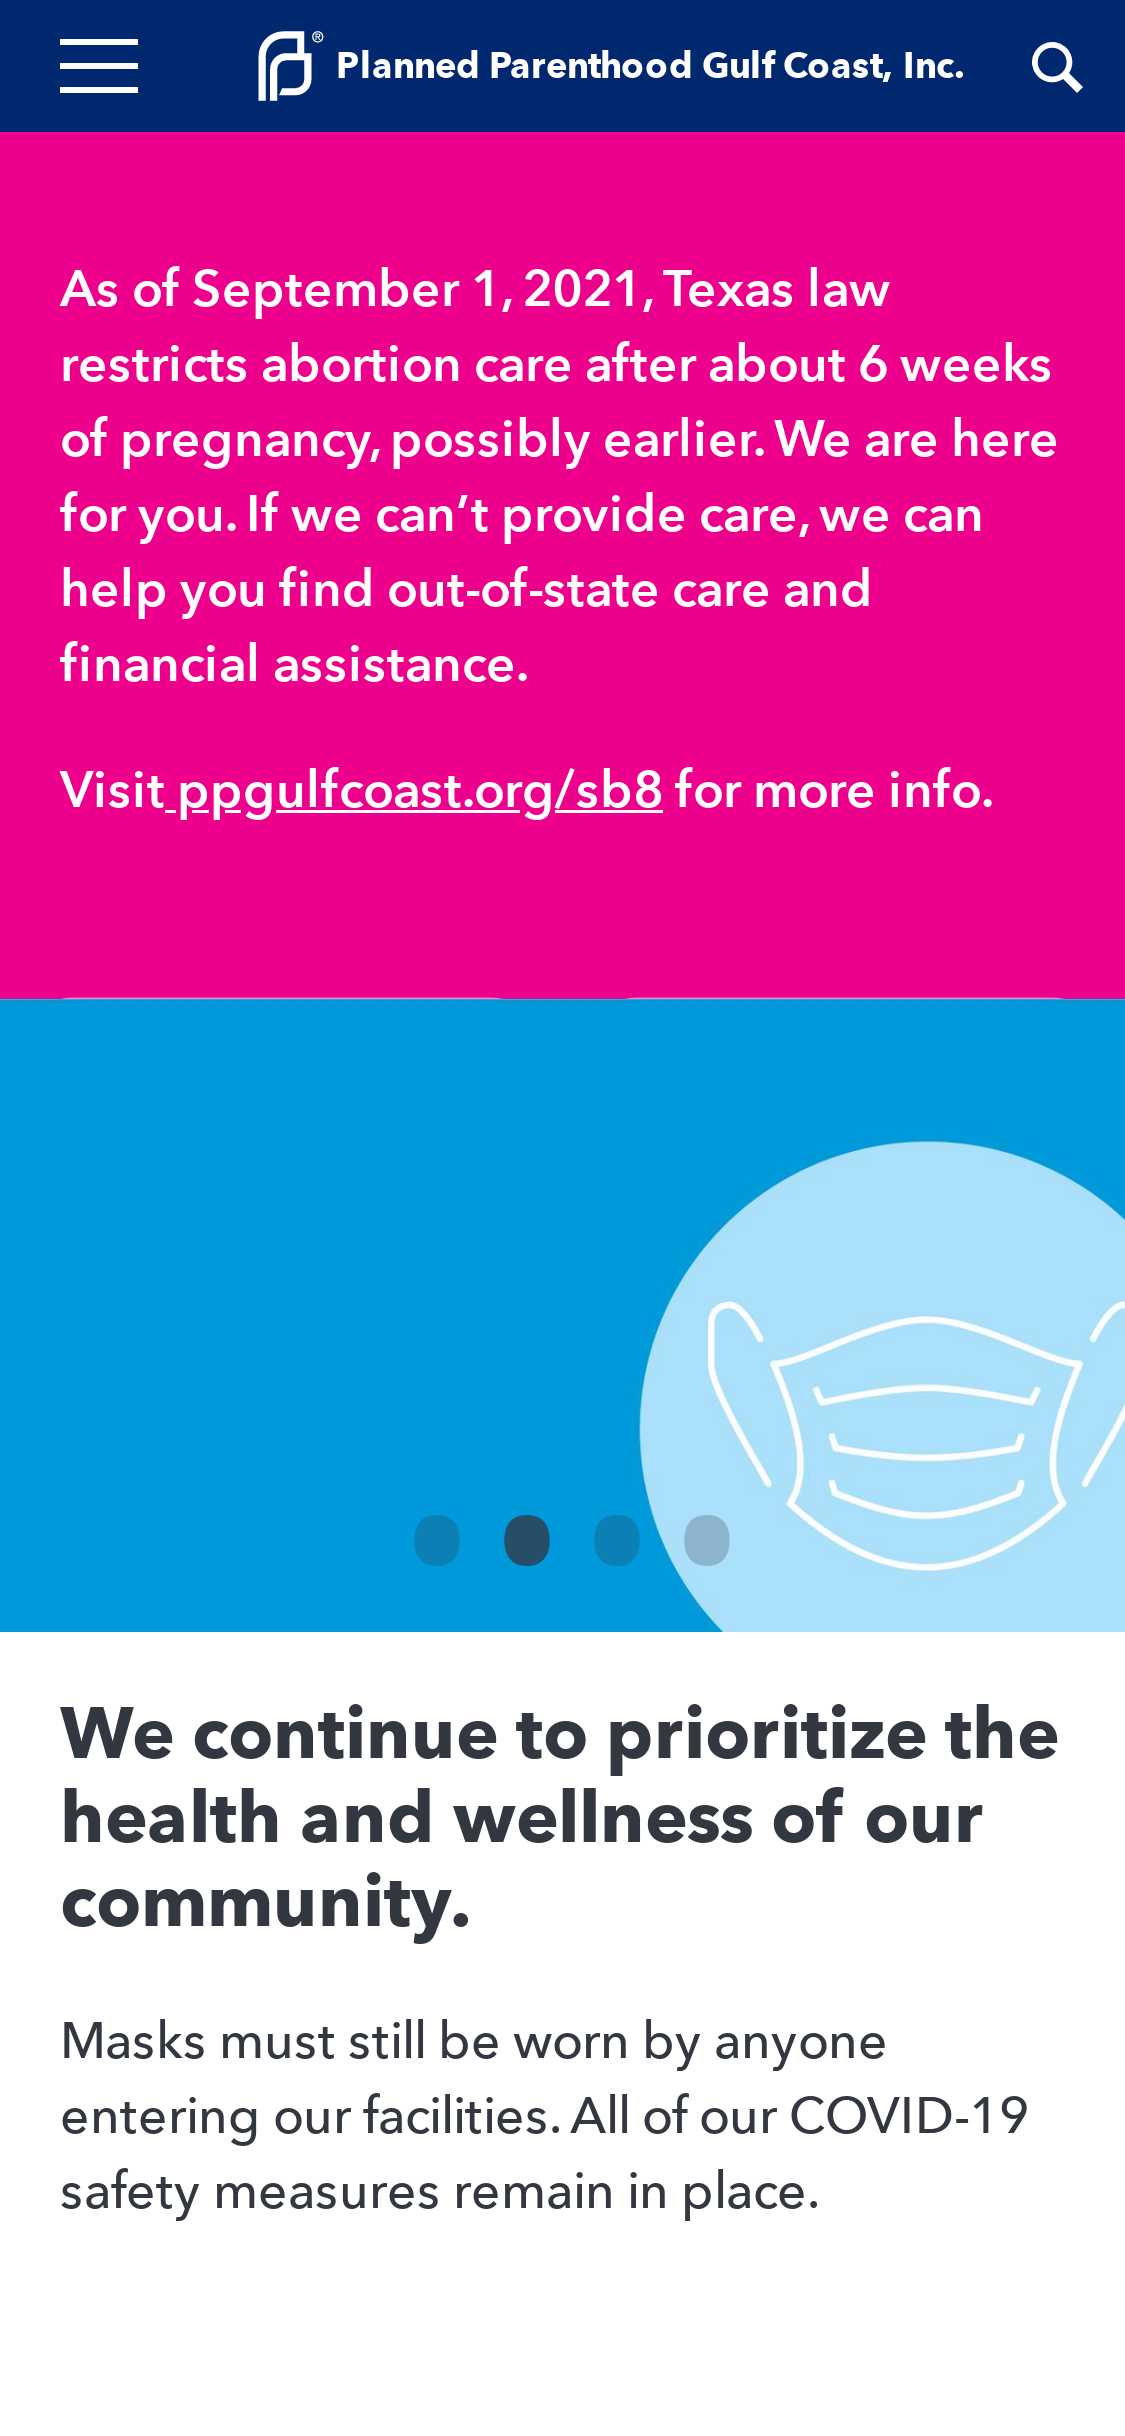 Planned Parenthood Gulf Coast, Inc.
As of September 1, 2021, Texas law
restricts abortion care after about 6 weeks
of pregnancy, possibly earlier. We are here
for you. If we can’t provide care, we can
help you find out-of-state care and
financial assistance.
Visit ppgulfcoast.org/sb8 for more info.
We continue to prioritize the
health and wellness of our
community.
Masks must still be worn by anyone
entering our facilities. All of our COVID-19
safety measures remain in place.